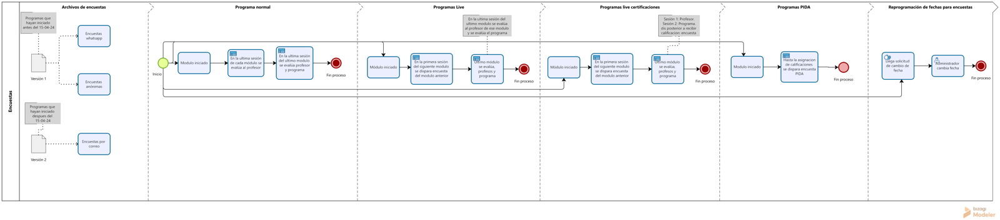 Encuestas
Archivos de encuestas
Programas que
hayan iniciado
antes del 15-04-24
Encuestas
whatsapp
Versión 1
Encuestas
anónimas
Programas que
hayan iniciado
despues del
15-04-24
Encuestas por
correo
Versión 2
Programa normal
Inicio
Modulo iniciado
En la ultima sesión
de cada módulo se
evalúa al profesor
En la ultima sesión
del ultimo modulo
se evalua profesor
y programa
Fin proceso
Programas Live
En la ultima sesión del
ultimo modulo se evalúa
al profesor de ese modulo
y se evalúa el programa
Módulo iniciado
En la primera sesión
del siguiente modulo
se dispara encuesta
del modulo anterior
Último módulo
se evalúa,
profesos y
programa
Fin proceso
Programas live certificaciones
Sesión 1: Profesor.
Sesión 2: Programa.
dis posterior a recibir
calificacion: encuesta
Modulo iniciado
En la primera sesión
del siguiente módulo
se dispara encuesta
del modulo anterior
Último módulo
se evalúa,
profesos y
programa
Fin proceso
Programas PIDA
Modulo iniciado
Hasta la asignacion
de calificaciones
se dispara encuesta
PIDA
Fin proceso
Reprogramación de fechas para encuestas
Llega solicitud
de cambio de
fecha
Administrador
cambia fecha
Fin proceso
bizagi
Modeler